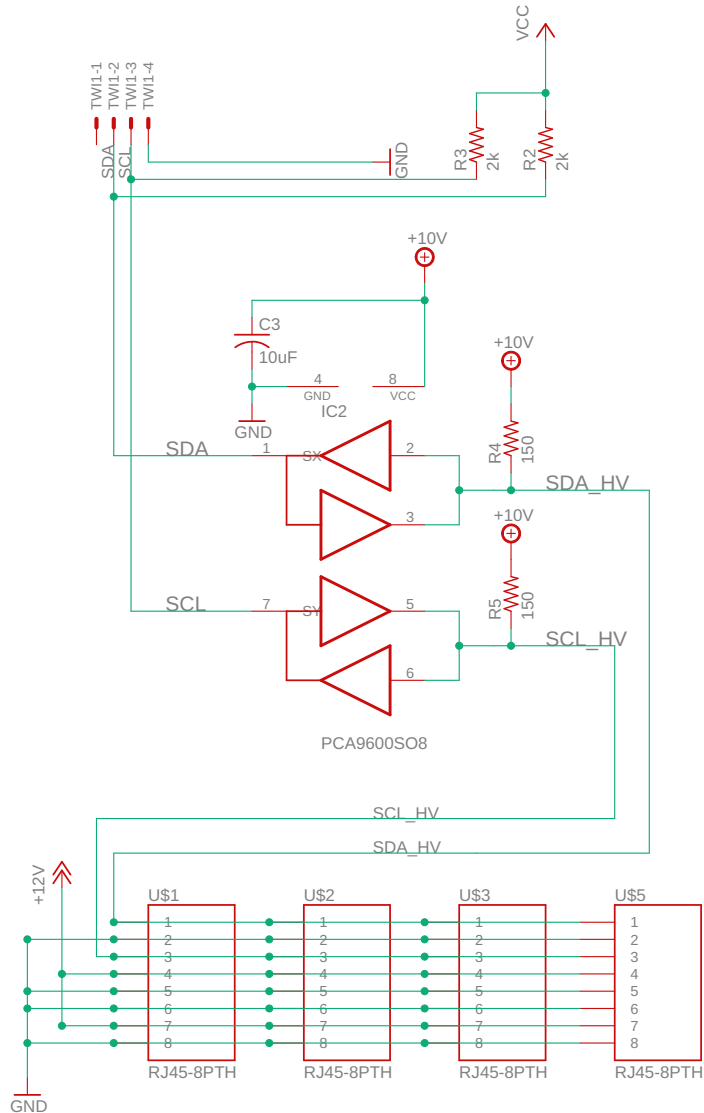 VCC
TWI1-1
TWI1-2
TWI1-3
TWI1-4
SDA
SCL
GND
R3
2k
R2
2k
+10V
C3
10uF
4
8
GND
VCC
IC2
GND
+10V
R4
150
SDA
1
SX
2
SDA_HV
3
+10V
R5
150
SCL
7
SY
5
SCL_HV
6
PCA9600SO8
SCL_HV
SDA_HV
+12V
U$1
U$2
U$3
U$5
1 1 1 1
2 2 2 2
3 3 3 3
4 4 4 4
5 5 5 5
6 6 6 6
7 7 7 7
8 8 8 8
RJ45-8PTH RJ45-8PTH RJ45-8PTH RJ45-8PTH
GND